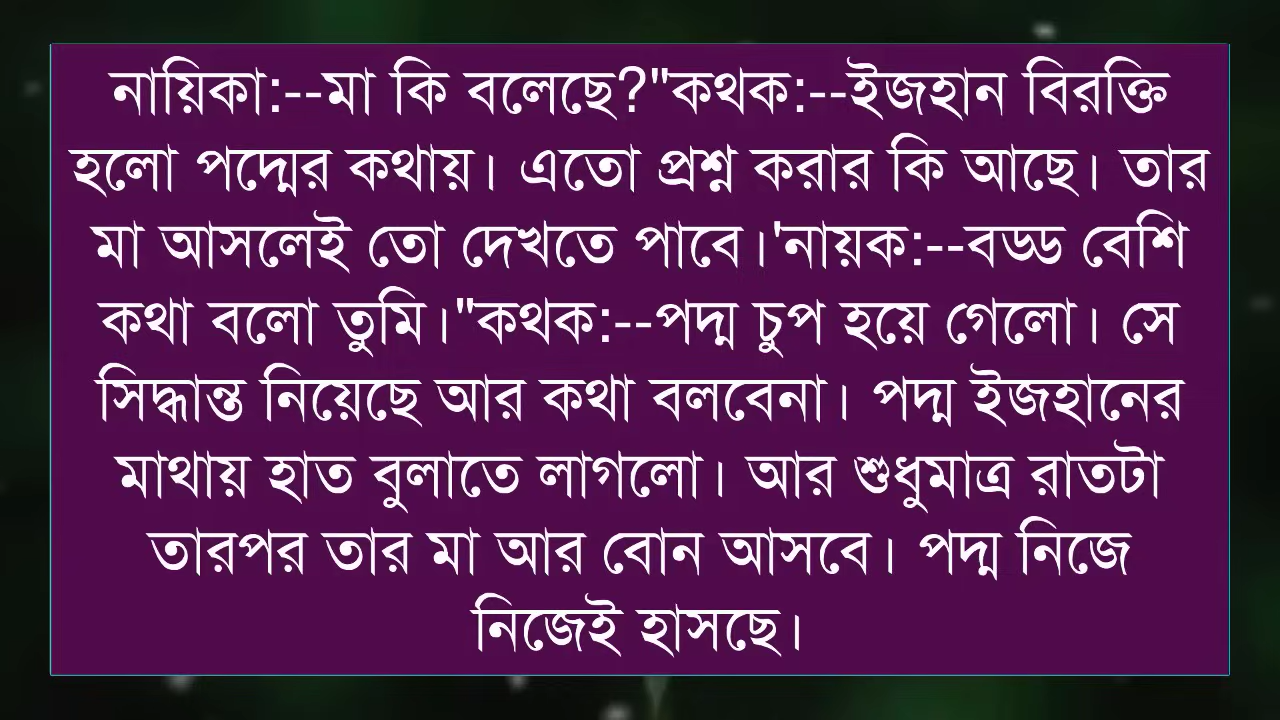 নায়িকা:--মা কি বলেছে?"কথক:--ইজহান বিরক্তি
হলো পদ্মের কথায়। এতো প্রশ্ন করার কি আছে। তার
মা আসলেই তো দেখতে পাবে।'নায়ক:--বড্ড বেশি
কথা বলো তুমি।"কথক:--পদ্ম চুপ হয়ে গেলো। সে
সিদ্ধান্ত নিয়েছে আর কথা বলবেনা। পদ্ম ইজহানের
মাথায় হাত বুলাতে লাগলো। আর শুধুমাত্র রাতটা
তারপর তার মা আর বোন আসবে। পদ্ম নিজে
নিজেই হাসছে।